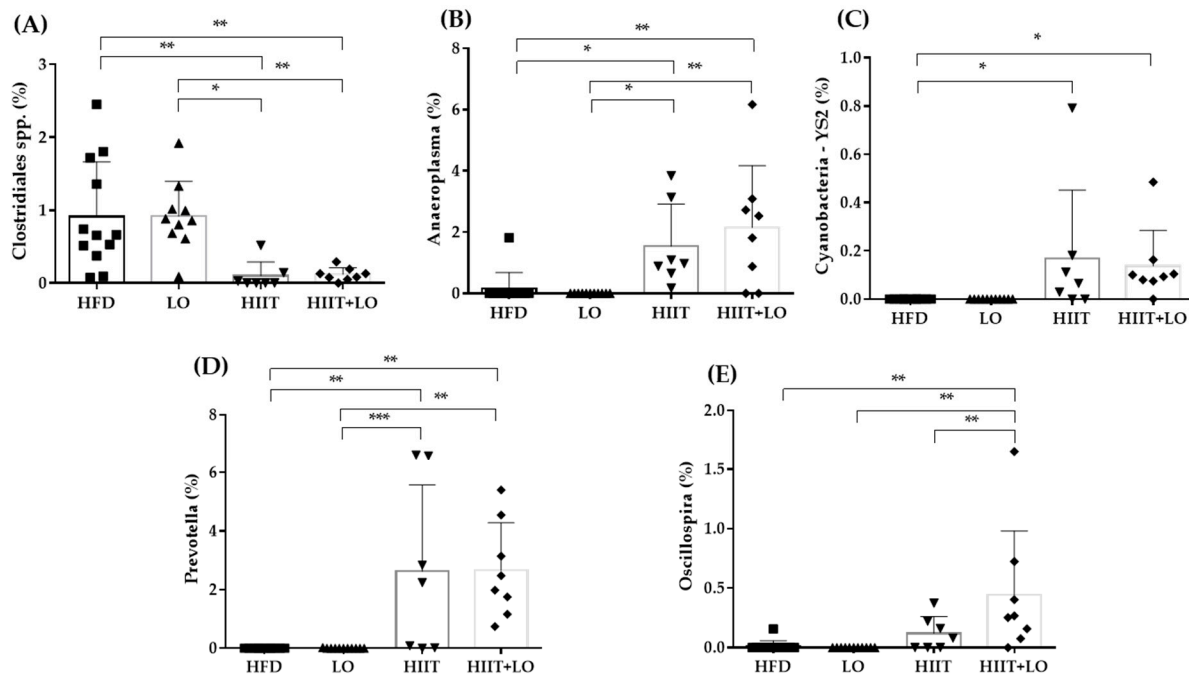 (A)
**
**
**
*
Clostridiales spp. (%)
3
2
1
0
HFD LO HIIT HIIT+LO
(B)
**
*
**
*
Anaeroplasma (%)
6
4
2
0
HFD LO HIIT HIIT+LO
(C)
*
*
Cyanobacteria - YS2 (%)
1.0
0.8
0.6
0.4
0.2
0.0
HFD LO HIIT HIIT+LO
(D)
**
**
**
***
Prevotella (%)
8
6
4
2
0
HFD LO HIIT HIIT+LO
(E)
**
**
**
Oscillospira (%)
2.0
1.5
1.0
0.5
0.0
HFD LO HIIT HIIT+LO